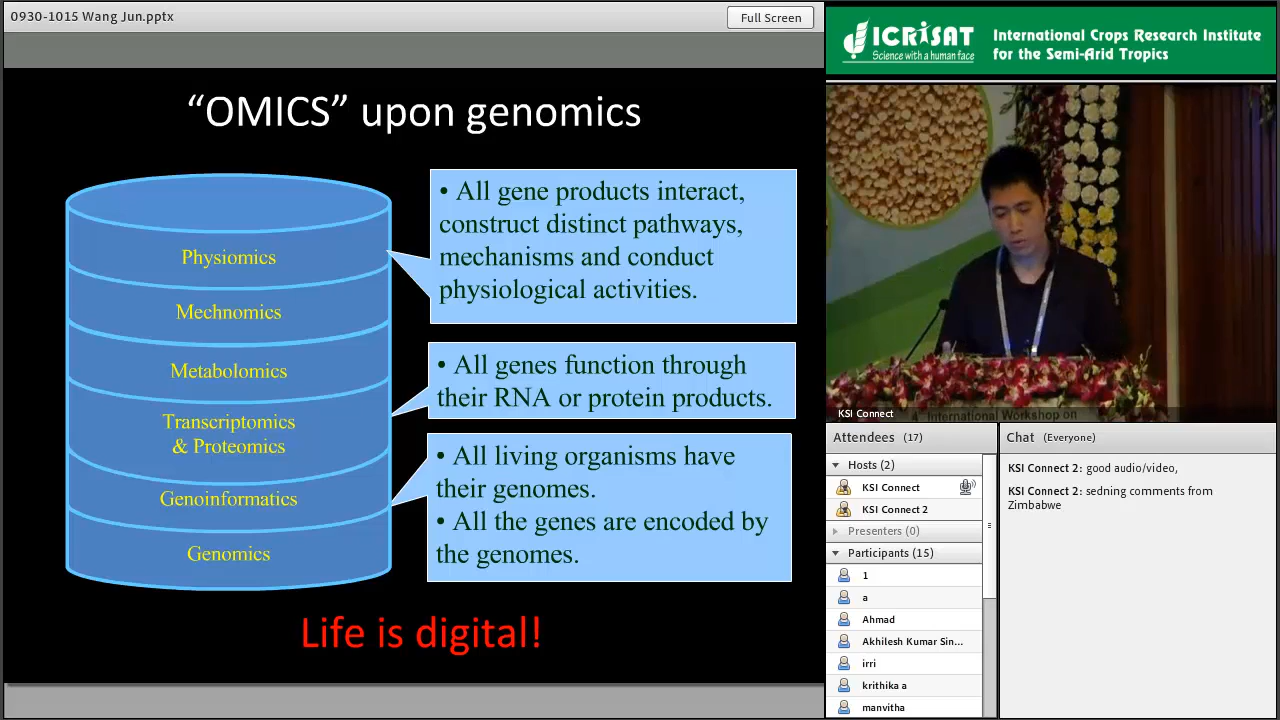 0930-1015 Wang Jun.pptx
Full Screen
“OMICS” upon genomics
Physiomics
Mechnomics
Metabolomics
Transcriptomics
& Proteomics
Genoinformatics
Genomics
• All gene products interact,
construct distinct pathways,
mechanisms and conduct
physiological activities.
• All genes function through
their RNA or protein products.
• All living organisms have
their genomes.
• All the genes are encoded by
the genomes.
Life is digital!
ICRISAT
Science with a human face
International Crops Research Institute
for the Semi-Arid Tropics
KSI Connect
International Workshop on
Attendees (17)
Hosts (2)
KSI Connect
KSI Connect 2
Presenters (0)
Participants (15)
1
a
Ahmad
Akhilesh Kumar Sin...
irri
krithika a
manvitha
Chat (Everyone)
KSI Connect 2: good audio/video,
KSI Connect 2: sedning comments from
Zimbabwe